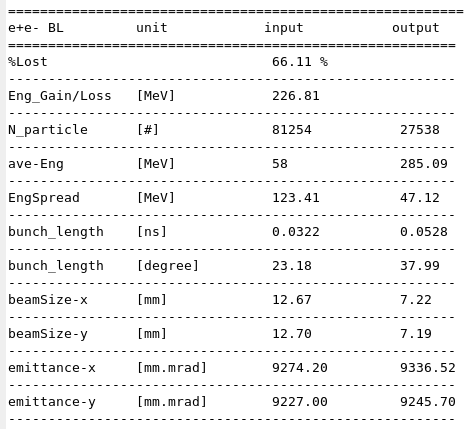 =========================================================
e+e- BL         unit            input           output
========================================================
%Lost                            66.11 %
--------------------------------------------------------
Eng_Gain/Loss   [MeV]            226.81
--------------------------------------------------------
N_particle      [#]              81254           27538
--------------------------------------------------------
ave-Eng         [MeV]            58              285.09
--------------------------------------------------------
EngSpread       [MeV]            123.41          47.12
--------------------------------------------------------
bunch_length    [ns]             0.0322          0.0528
--------------------------------------------------------
bunch_length    [degree]         23.18           37.99
--------------------------------------------------------
beamSize-x      [mm]             12.67           7.22
--------------------------------------------------------
beamSize-y      [mm]             12.70           7.19
--------------------------------------------------------
emittance-x     [mm.mrad]        9274.20         9336.52
--------------------------------------------------------
emittance-y     [mm.mrad]        9227.00         9245.70
--------------------------------------------------------